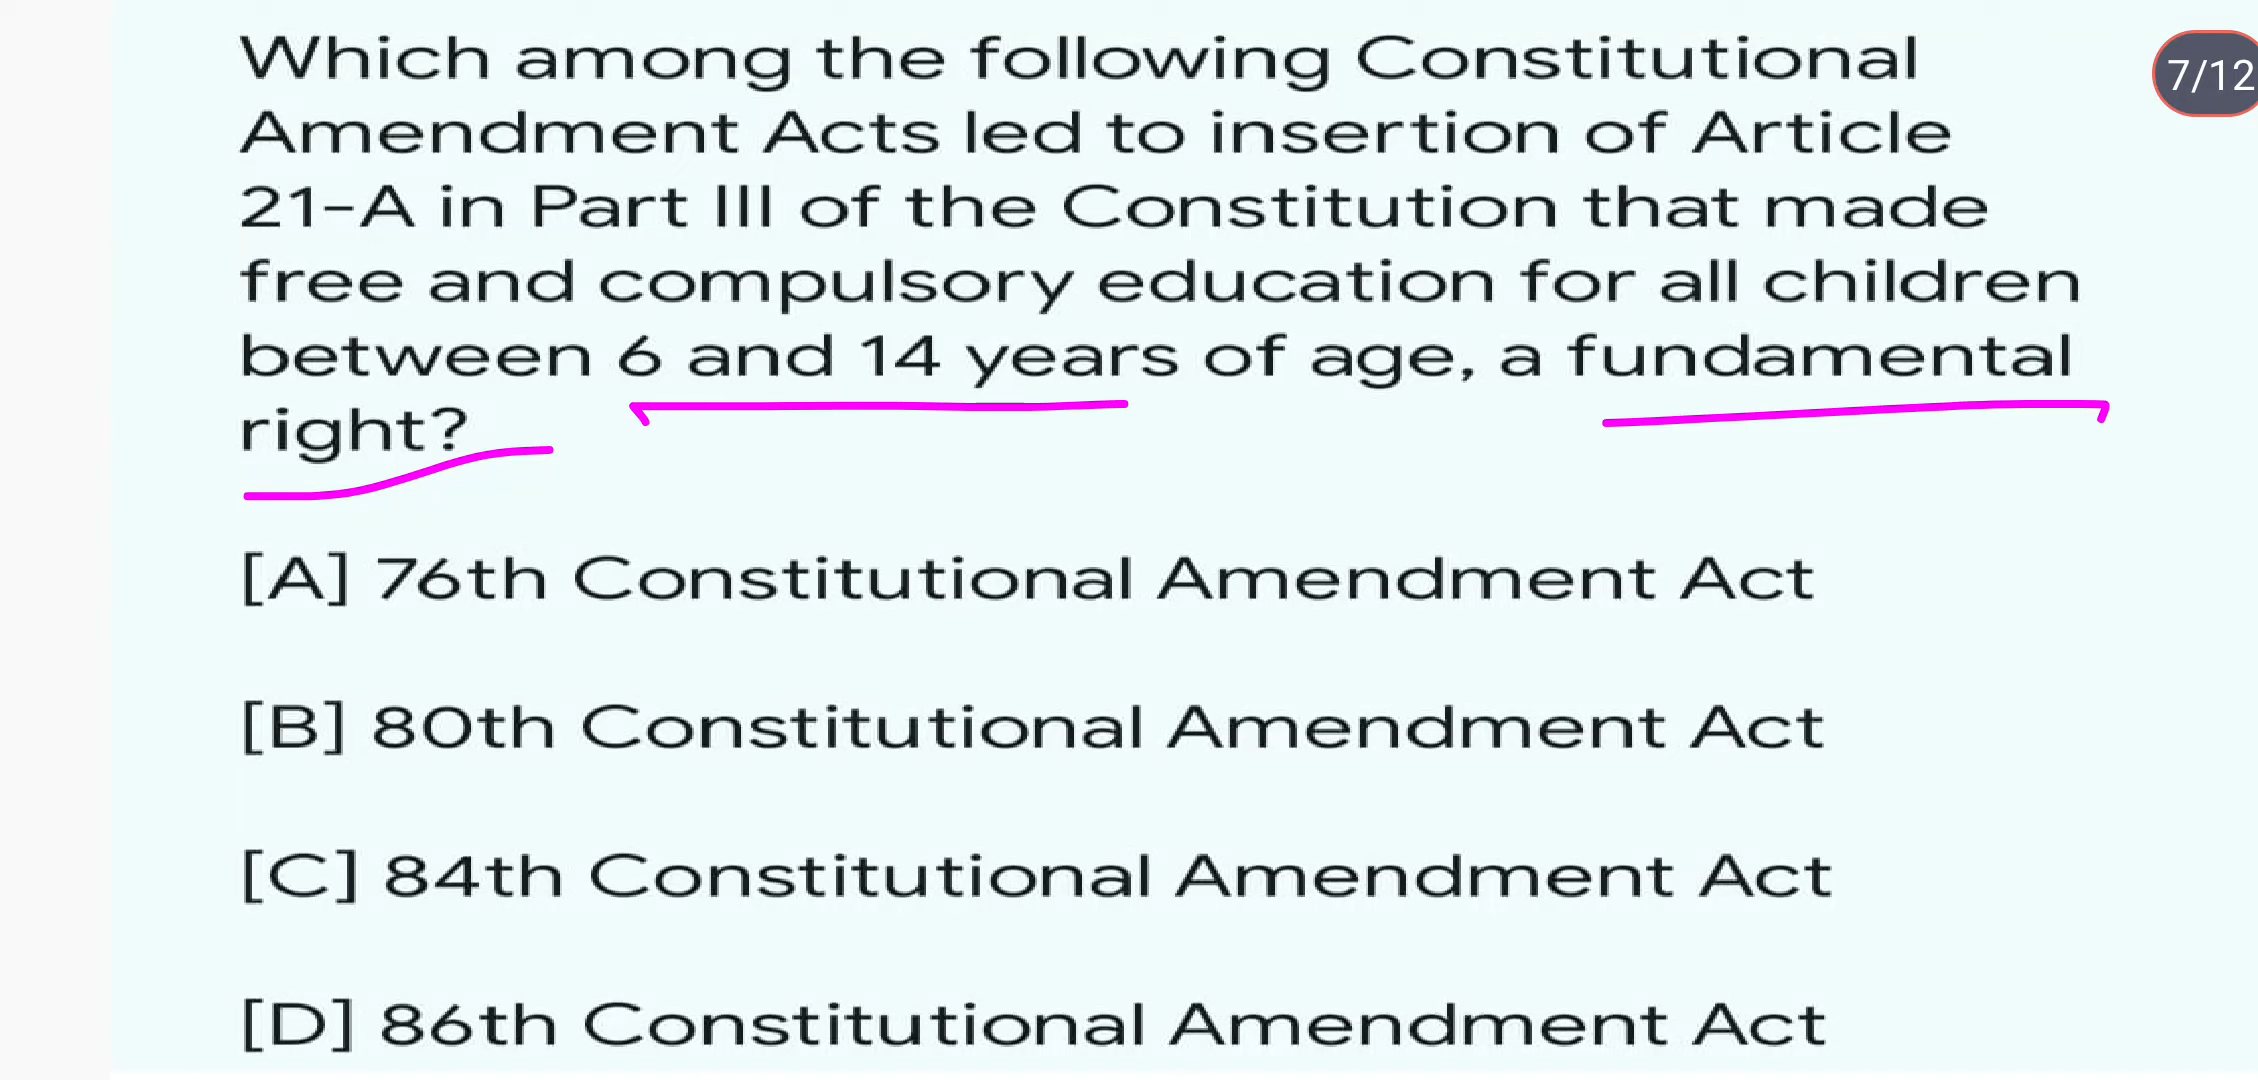 Which among the following Constitutional
7/12
Amendment Acts led to insertion of Article
21-A in Part III of the Constitution that made
free and compulsory education for all children
between 6 and 14 years of age, a fundamental
right?
[A] 76th Constitutional Amendment Act
[B] 80th Constitutional Amendment Act
[C] 84th Constitutional Amendment Act
[D] 86th Constitutional Amendment Act